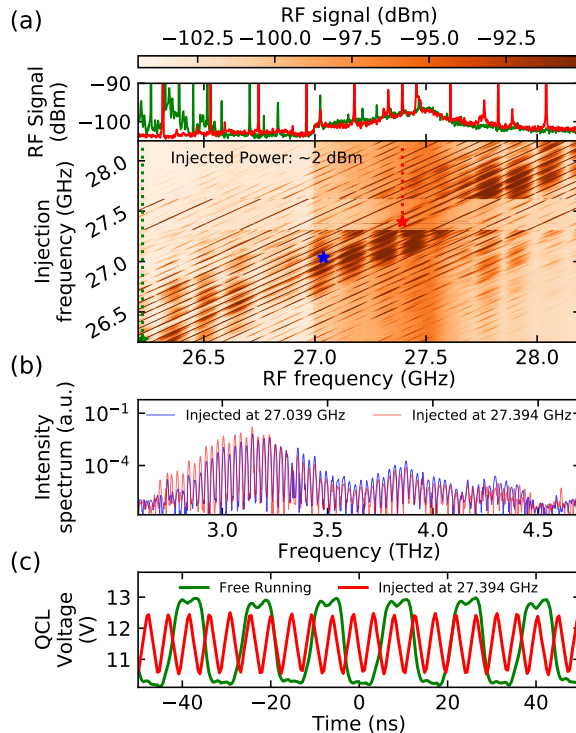 (a)
RF signal (dBm)
−102.5 −100.0 −97.5 −95.0 −92.5
RF Signal
(dBm)
−90
−100
Injected Power: ~2 dBm
Injection
frequency (GHz)
28.0
27.5
27.0
26.5
26.5 27.0 27.5 28.0
RF frequency (GHz)
(b)
Injected at 27.039 GHz Injected at 27.394 GHz
Intensity
spectrum (a.u.)
10⁻¹
10⁻⁴
3.0 3.5 4.0 4.5
Frequency (THz)
(c)
Free Running Injected at 27.394 GHz
QCL
Voltage
(V)
13
12
11
−40 −20 0 20 40
Time (ns)